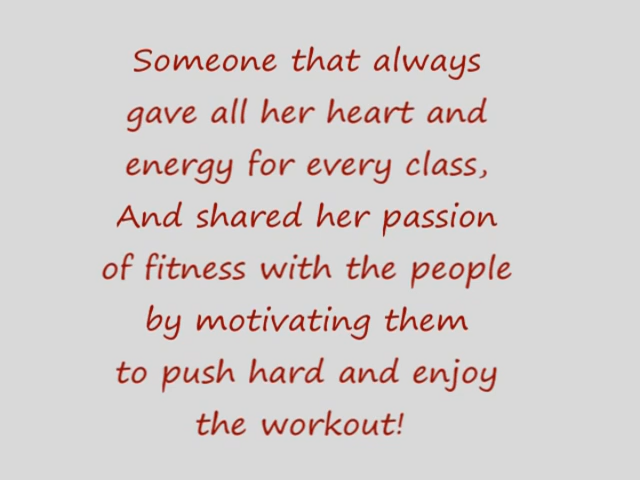 Someone that always
gave all her heart and
energy for every class,
And shared her passion
of fitness with the people
by motivating them
to push hard and enjoy
the workout!